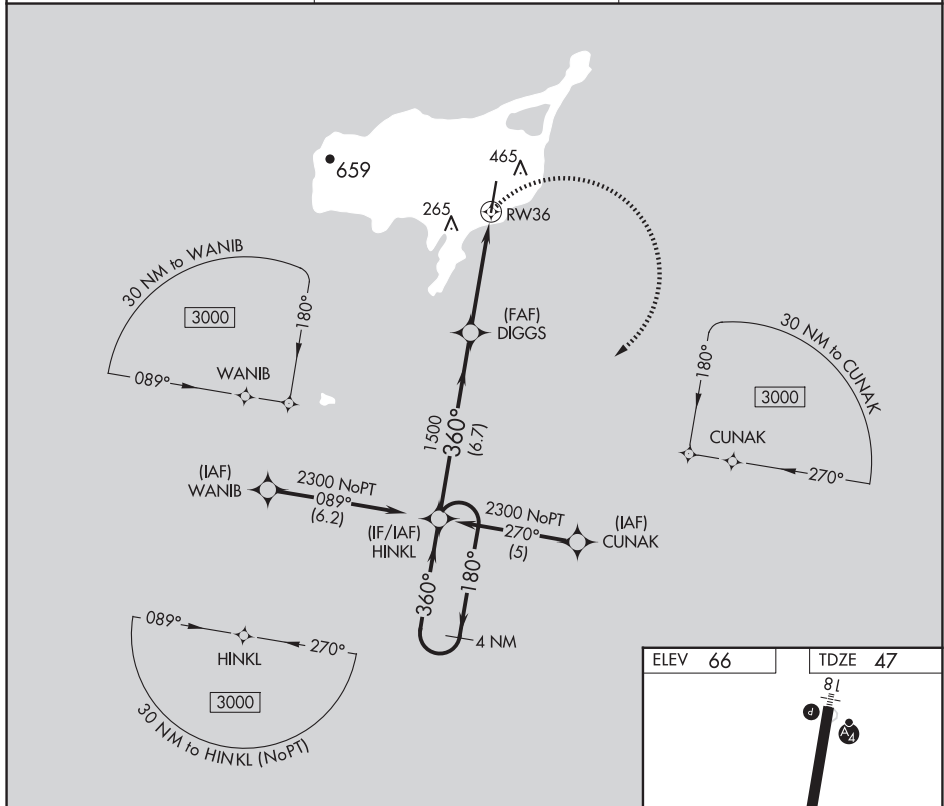 659
465
265
RW36
30 NM to WANIB
3000
180°
089°
WANIB
(FAF)
DIGGS
30 NM to CUNAK
180°
3000
CUNAK
270°
1500
360°
(6.7)
(IAF)
WANIB
2300 NoPT
089°
(6.2)
(IF/IAF)
HINKL
2300 NoPT
270°
(5)
(IAF)
CUNAK
360°
180°
4 NM
089°
270°
HINKL
3000
30 NM to HINKL (NoPT)
ELEV 66
TDZE 47
18
P
A4